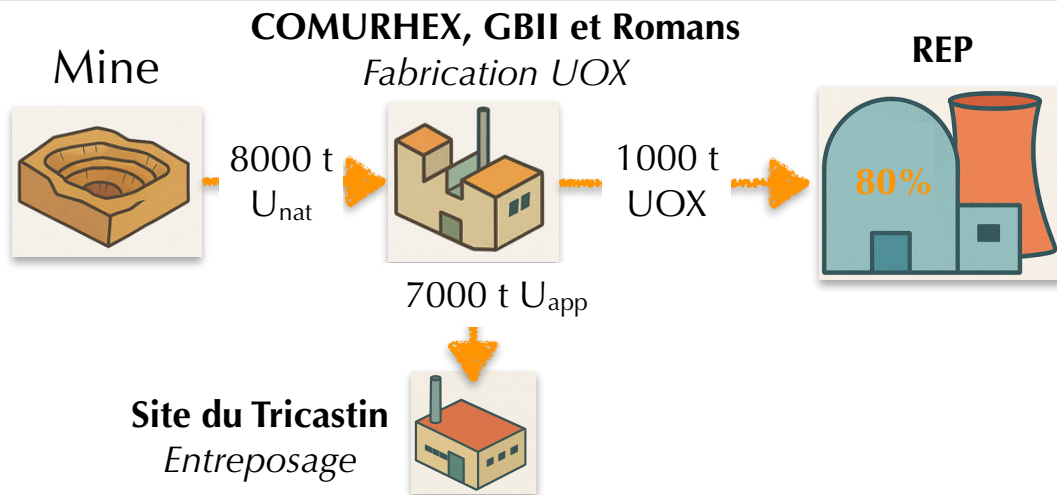 COMURHEX, GBII et Romans
Fabrication UOX
Mine
REP
8000 t
Unat
1000 t
UOX
80%
7000 t Uapp
Site du Tricastin
Entreposage